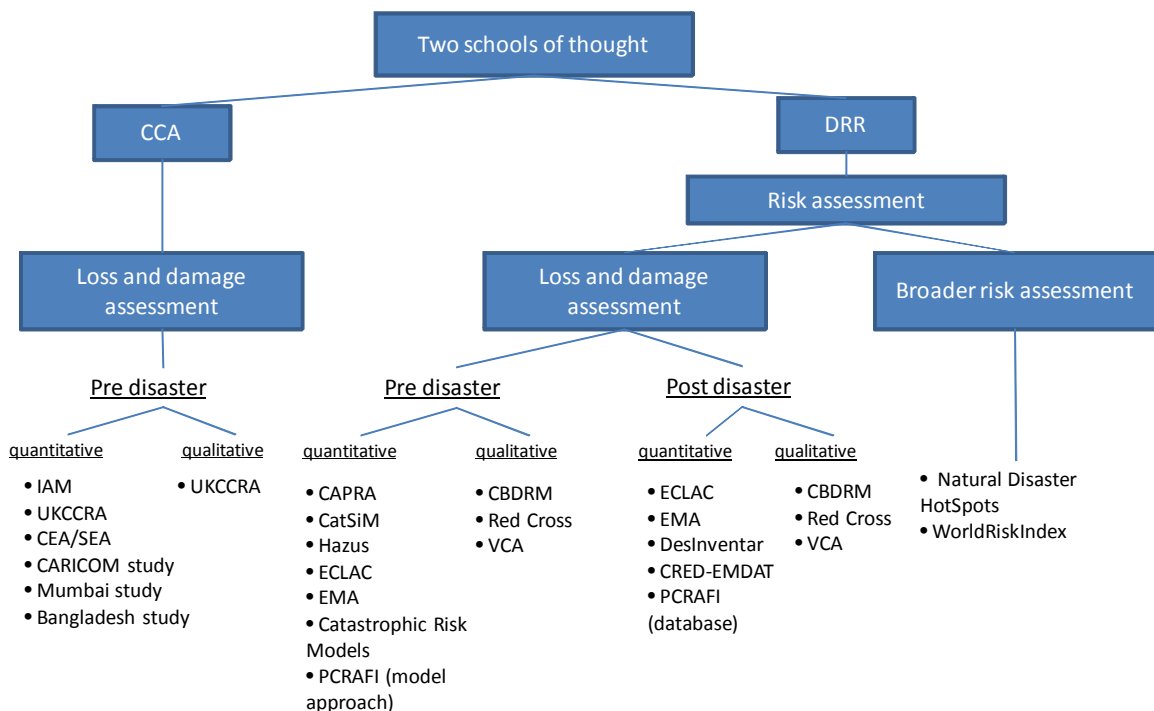 Two schools of thought
CCA
DRR
Risk assessment
Loss and damage
assessment
Loss and damage
assessment
Broader risk assessment
Pre disaster
Pre disaster
Post disaster
quantitative
qualitative
quantitative
qualitative
quantitative
qualitative
• IAM
• UKCCRA
• CEA/SEA
• CARICOM study
• Mumbai study
• Bangladesh study
• UKCCRA
• CAPRA
• CatSiM
• Hazus
• ECLAC
• EMA
• Catastrophic Risk
Models
• PCRAFI (model
approach)
• CBDRM
• Red Cross
• VCA
• ECLAC
• EMA
• DesInventar
• CRED-EMDAT
• PCRAFI
(database)
• CBDRM
• Red Cross
• VCA
• Natural Disaster
HotSpots
• WorldRiskIndex